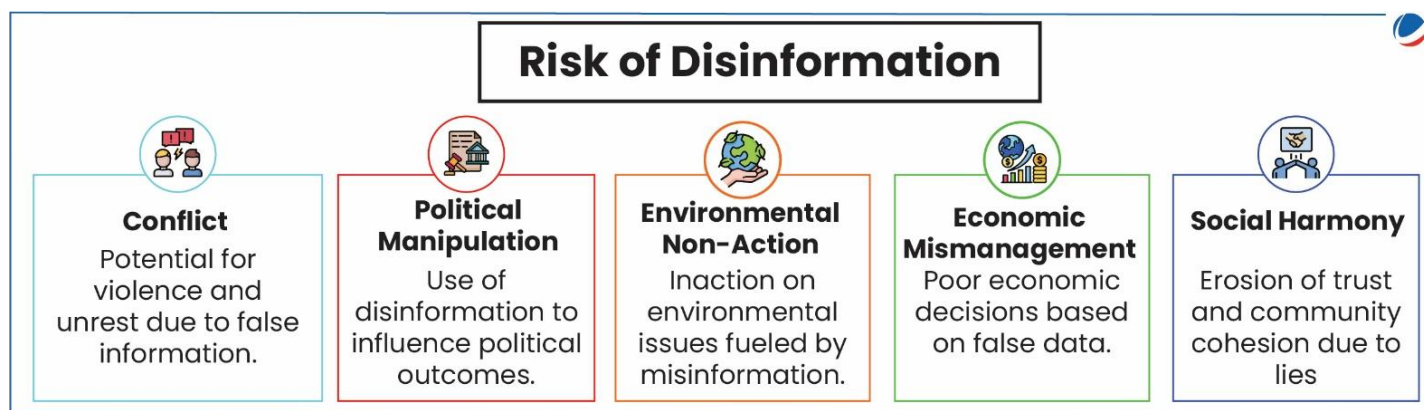 Risk of Disinformation
Conflict
Potential for
violence and
unrest due to false
information.
Political
Manipulation
Use of
disinformation to
influence political
outcomes.
Environmental
Non-Action
Inaction on
environmental
issues fueled by
misinformation.
Economic
Mismanagement
Poor economic
decisions based
on false data.
Social Harmony
Erosion of trust
and community
cohesion due to
lies